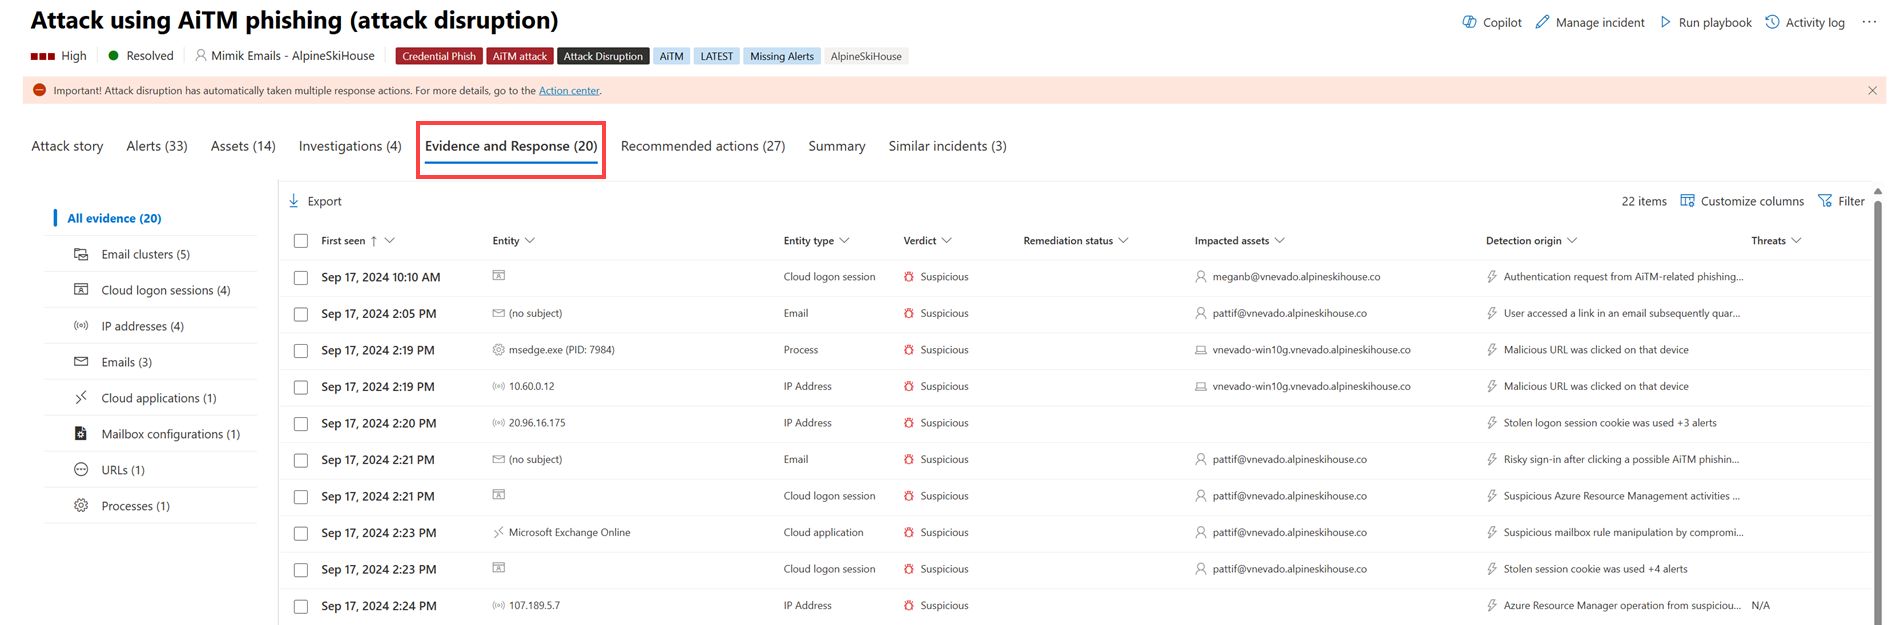 Attack using AiTM phishing (attack disruption)
Copilot Manage incident Run playbook Activity log ...
High Resolved Mimik Emails - AlpineSkiHouse Credential Phish AiTM attack Attack Disruption AiTM LATEST Missing Alerts AlpineSkiHouse
Important! Attack disruption has automatically taken multiple response actions. For more details, go to the Action center.
Attack story Alerts (33) Assets (14) Investigations (4) Evidence and Response (20) Recommended actions (27) Summary Similar incidents (3)
All evidence (20)
Email clusters (5)
Cloud logon sessions (4)
IP addresses (4)
Emails (3)
Cloud applications (1)
Mailbox configurations (1)
URLs (1)
Processes (1)
Export 22 items Customize columns Filter
First seen Entity Entity type Verdict Remediation status Impacted assets Detection origin Threats
Sep 17, 2024 10:10 AM Cloud logon session Suspicious meganb@vnevado.alpineskihouse.co Authentication request from AiTM-related phishing...
Sep 17, 2024 2:05 PM (no subject) Email Suspicious pattif@vnevado.alpineskihouse.co User accessed a link in an email subsequently quar...
Sep 17, 2024 2:19 PM msedge.exe (PID: 7984) Process Suspicious vnevado-win10g.vnevado.alpineskihouse.co Malicious URL was clicked on that device
Sep 17, 2024 2:19 PM 10.60.0.12 IP Address Suspicious vnevado-win10g.vnevado.alpineskihouse.co Malicious URL was clicked on that device
Sep 17, 2024 2:20 PM 20.96.16.175 IP Address Suspicious Stolen logon session cookie was used +3 alerts
Sep 17, 2024 2:21 PM (no subject) Email Suspicious pattif@vnevado.alpineskihouse.co Risky sign-in after clicking a possible AiTM phishin...
Sep 17, 2024 2:21 PM Cloud logon session Suspicious pattif@vnevado.alpineskihouse.co Suspicious Azure Resource Management activities ...
Sep 17, 2024 2:23 PM Microsoft Exchange Online Cloud application Suspicious pattif@vnevado.alpineskihouse.co Suspicious mailbox rule manipulation by compromi...
Sep 17, 2024 2:23 PM Cloud logon session Suspicious pattif@vnevado.alpineskihouse.co Stolen session cookie was used +4 alerts
Sep 17, 2024 2:24 PM 107.189.5.7 IP Address Suspicious Azure Resource Manager operation from suspiciou... N/A